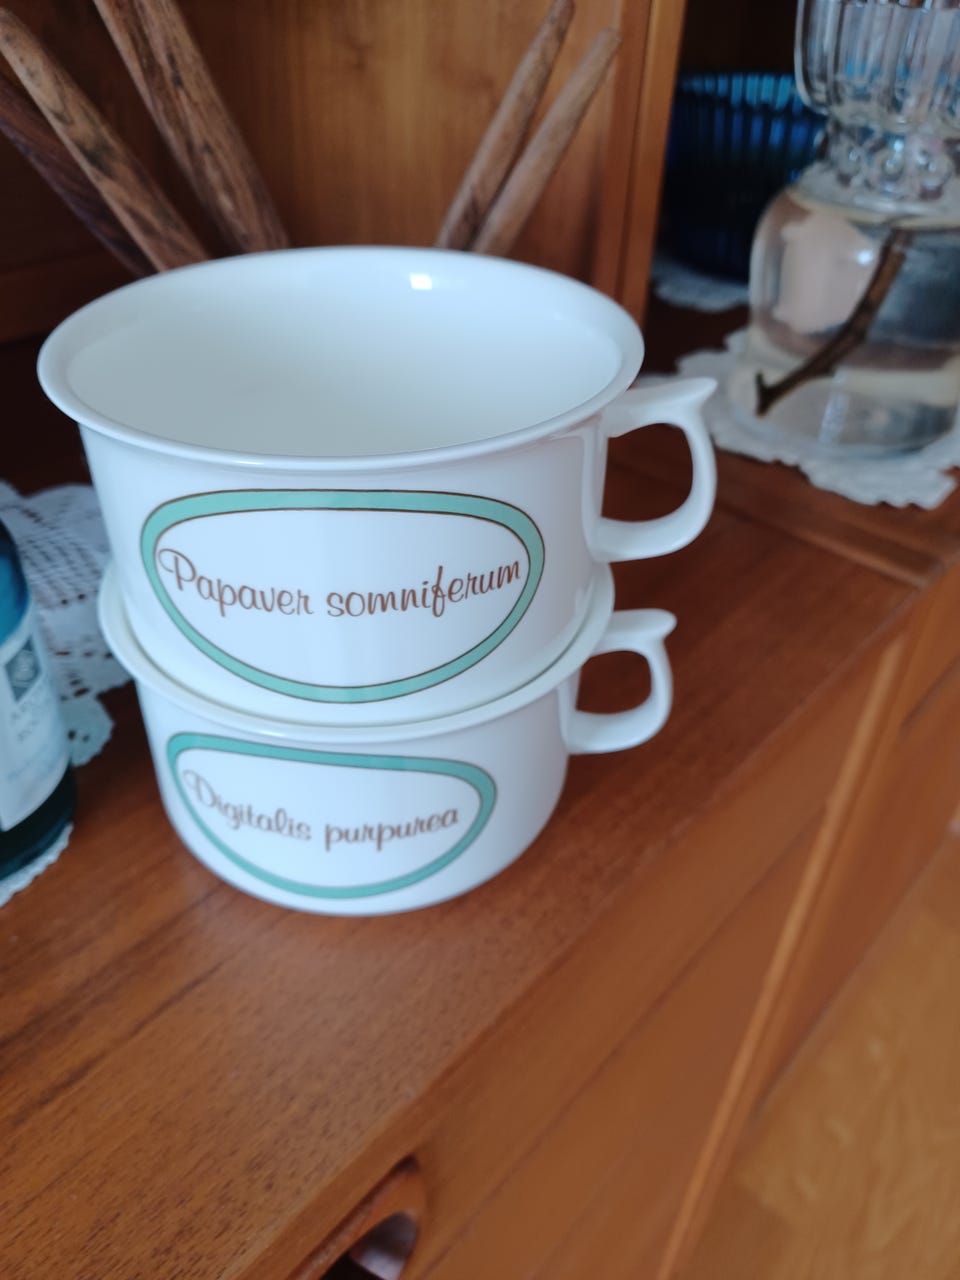 Papaver somniferum
Digitalis purpurea